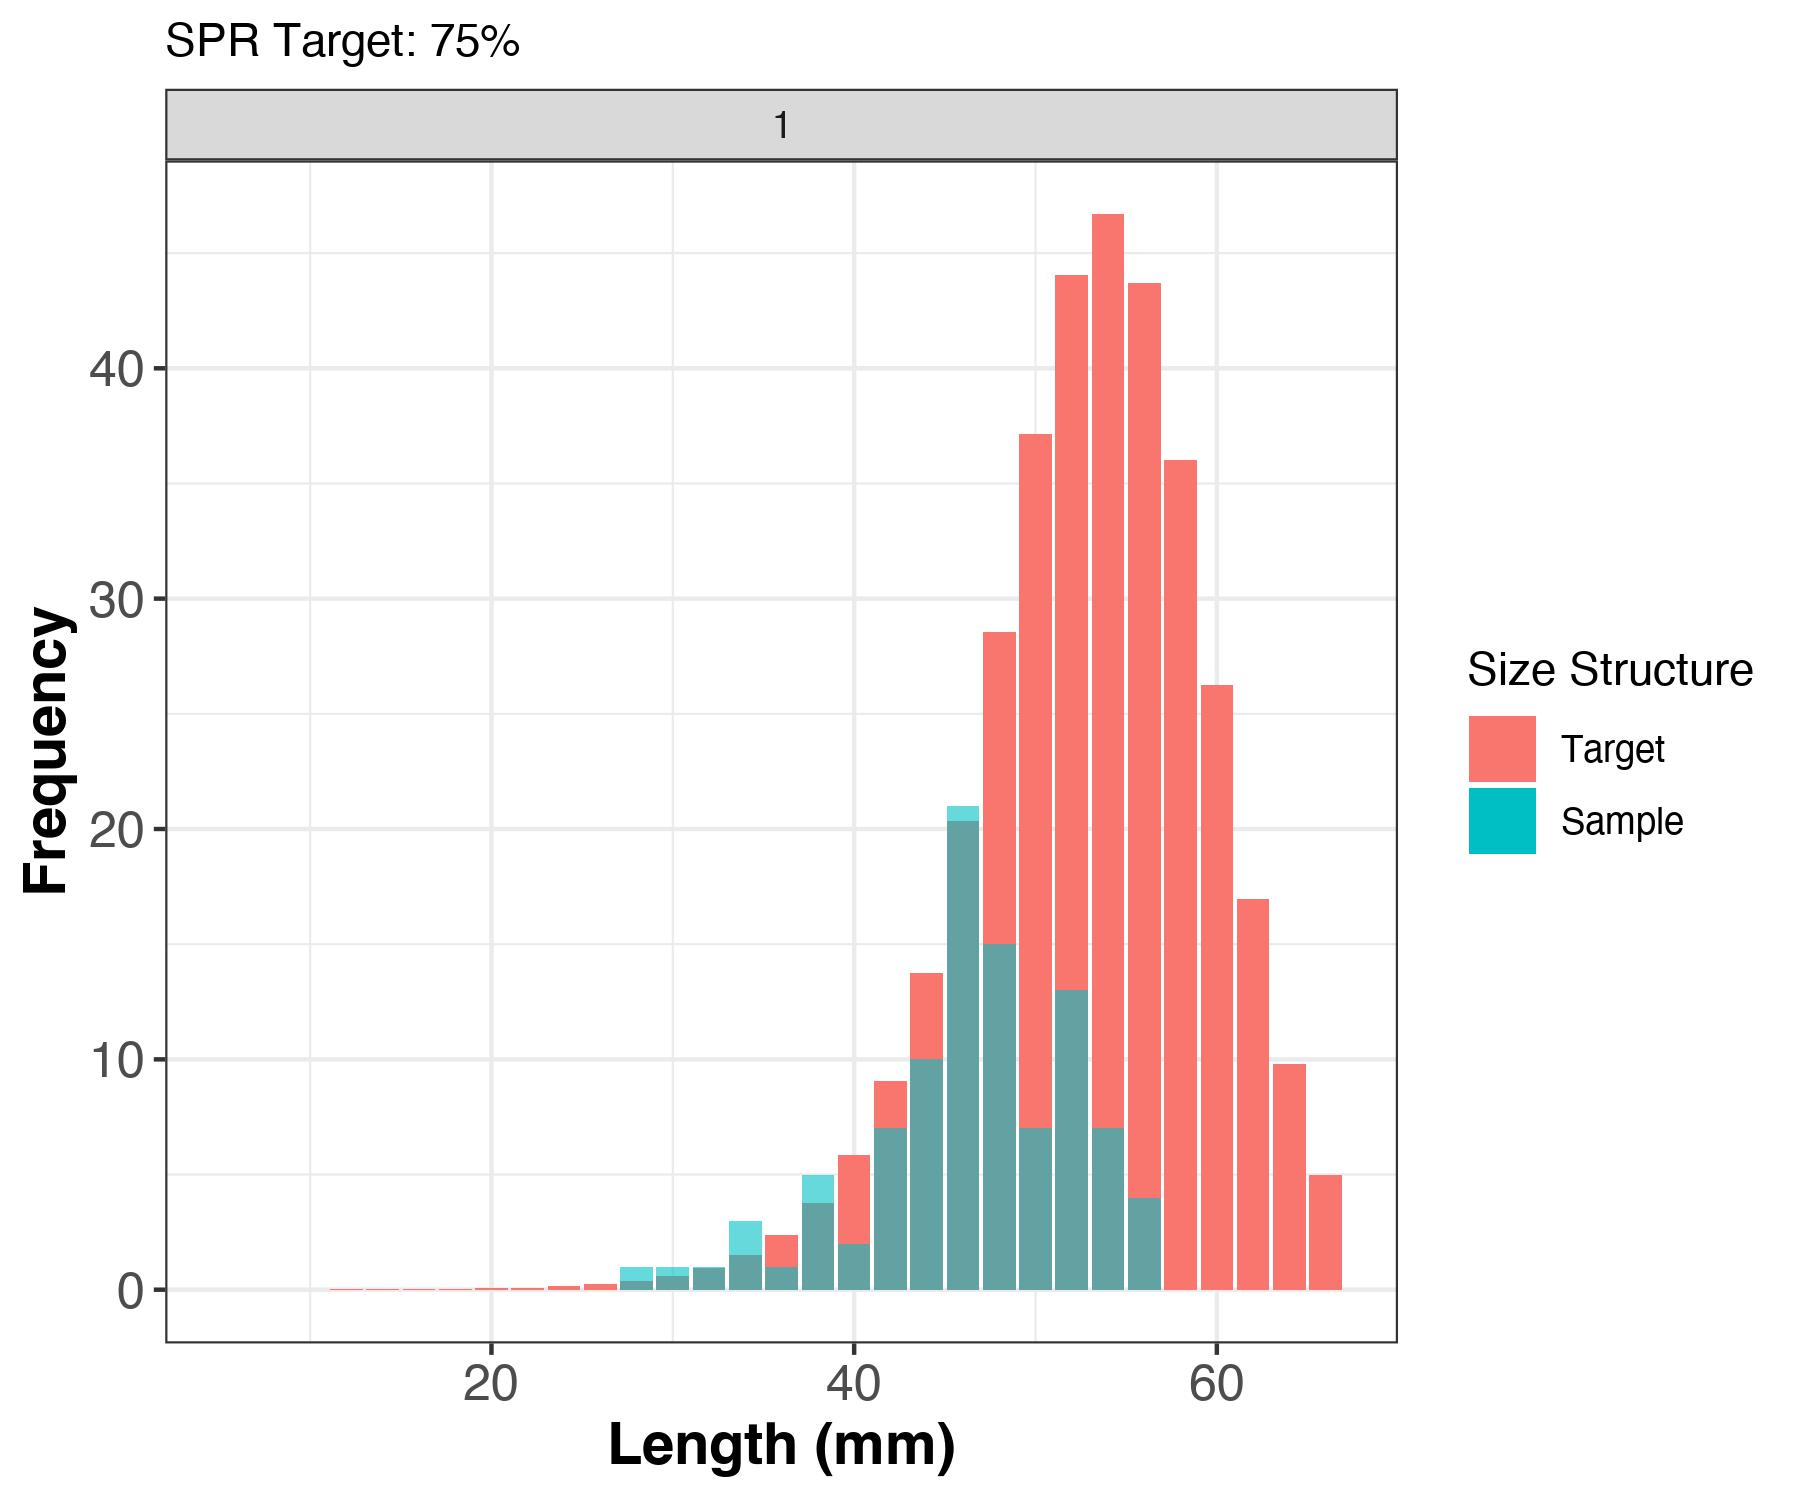 SPR Target: 75%
1
40
30
20
10
0
Frequency
20 40 60
Length (mm)
Size Structure
Target
Sample